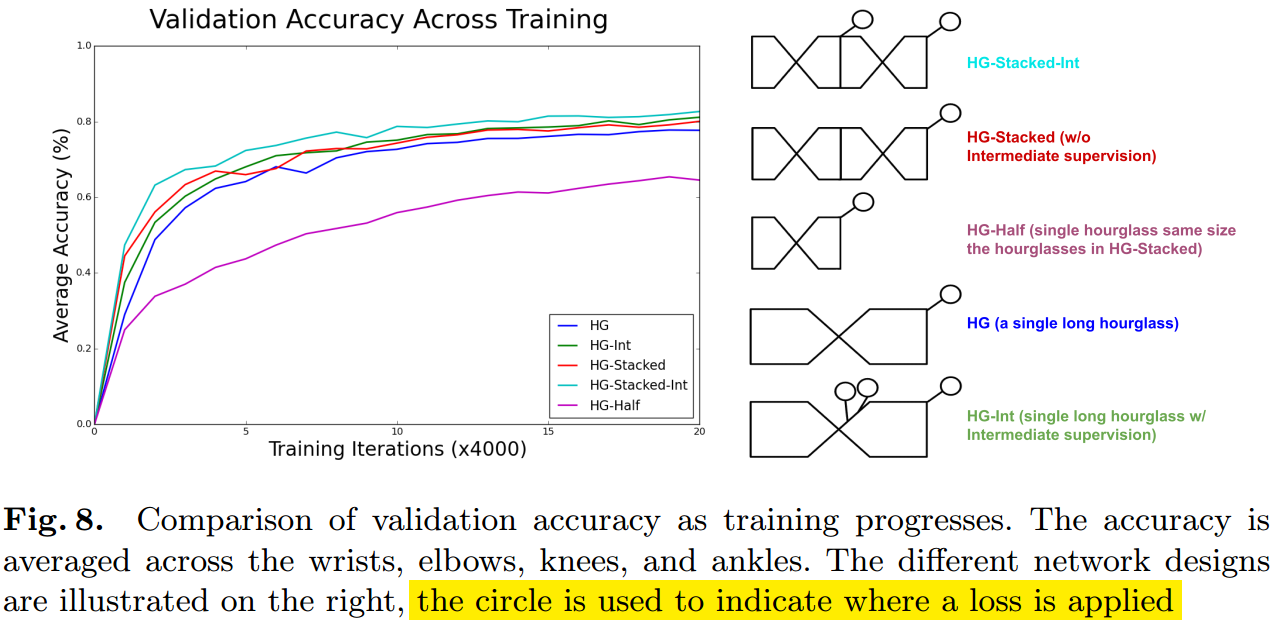 Validation Accuracy Across Training
1.0
0.8
0.6
0.4
0.2
0.0
Average Accuracy (%)
0
5
10
15
20
Training Iterations (x4000)
HG
HG-Int
HG-Stacked
HG-Stacked-Int
HG-Half
HG-Stacked-Int
HG-Stacked (w/o
Intermediate supervision)
HG-Half (single hourglass same size
the hourglasses in HG-Stacked)
HG (a single long hourglass)
HG-Int (single long hourglass w/
Intermediate supervision)
Fig. 8. Comparison of validation accuracy as training progresses. The accuracy is
averaged across the wrists, elbows, knees, and ankles. The different network designs
are illustrated on the right, the circle is used to indicate where a loss is applied